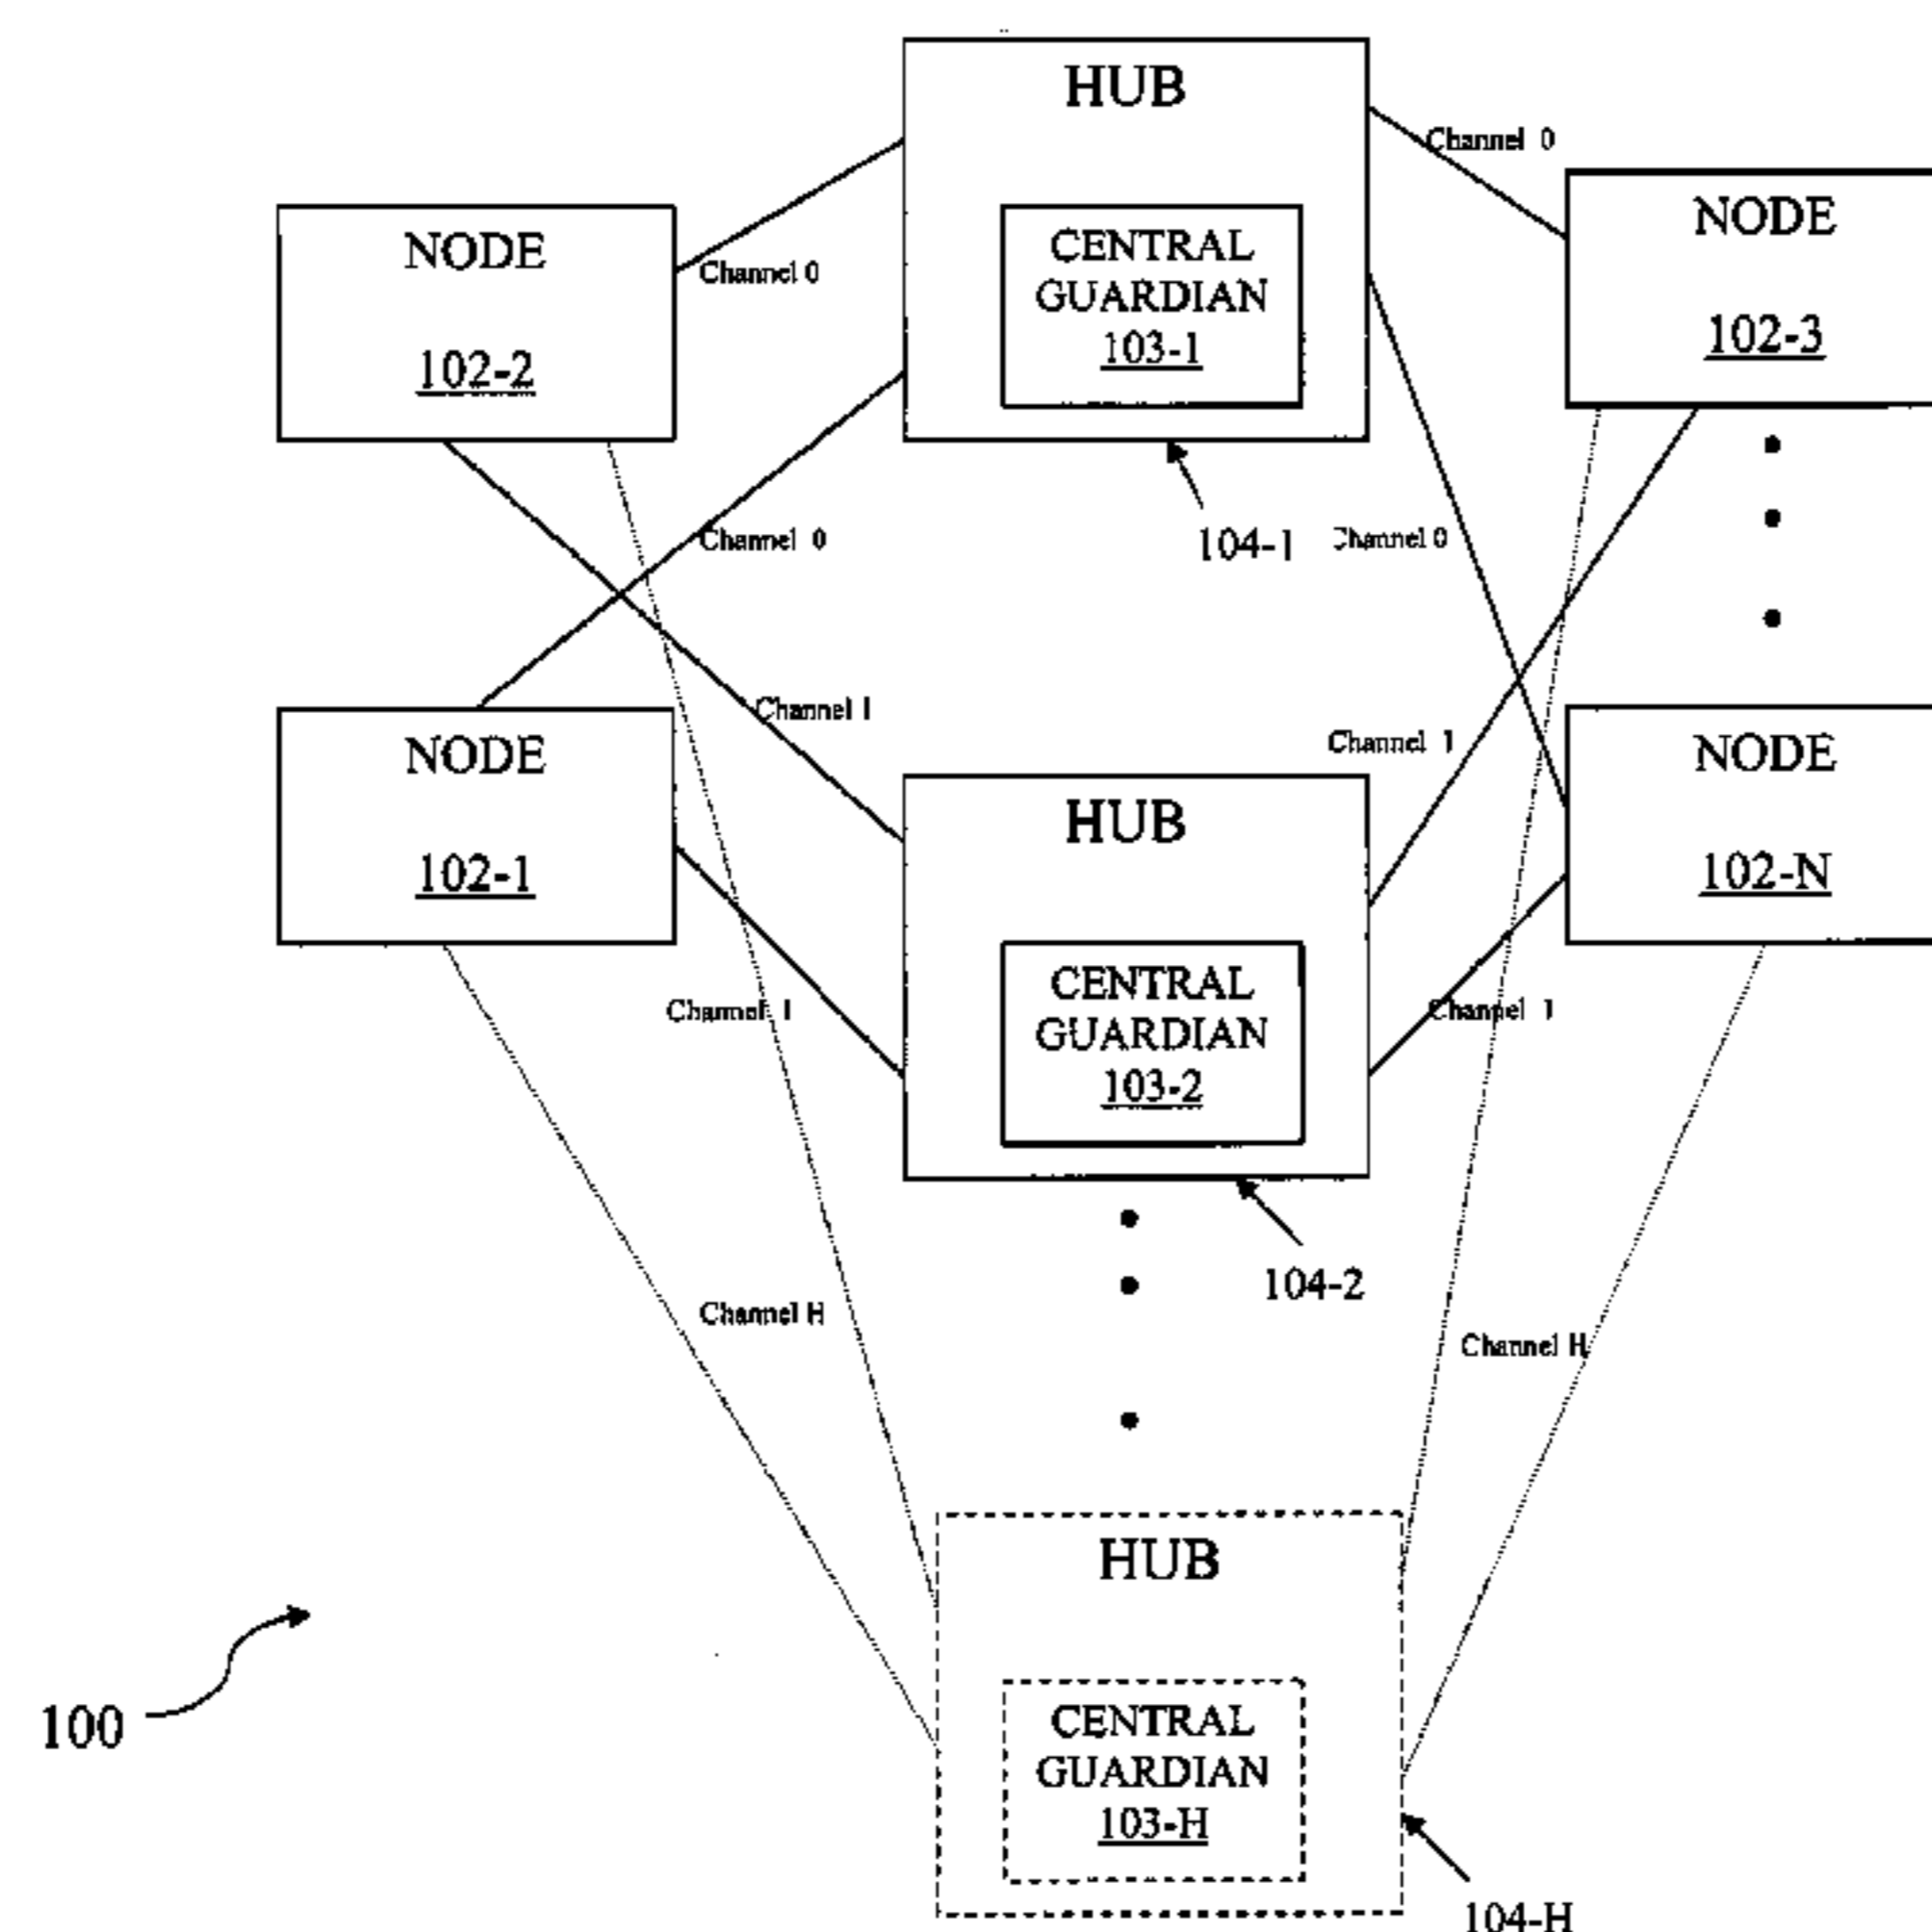 HUB
Channel 0
NODE
102-2
Channel 0
CENTRAL
GUARDIAN
103-1
NODE
102-3
104-1
Channel 0
Channel 0
Channel 1
Channel 1
NODE
102-1
HUB
NODE
102-N
CENTRAL
GUARDIAN
103-2
Channel 1
Channel 1
104-2
Channel H
Channel H
HUB
CENTRAL
GUARDIAN
103-H
100
104-H